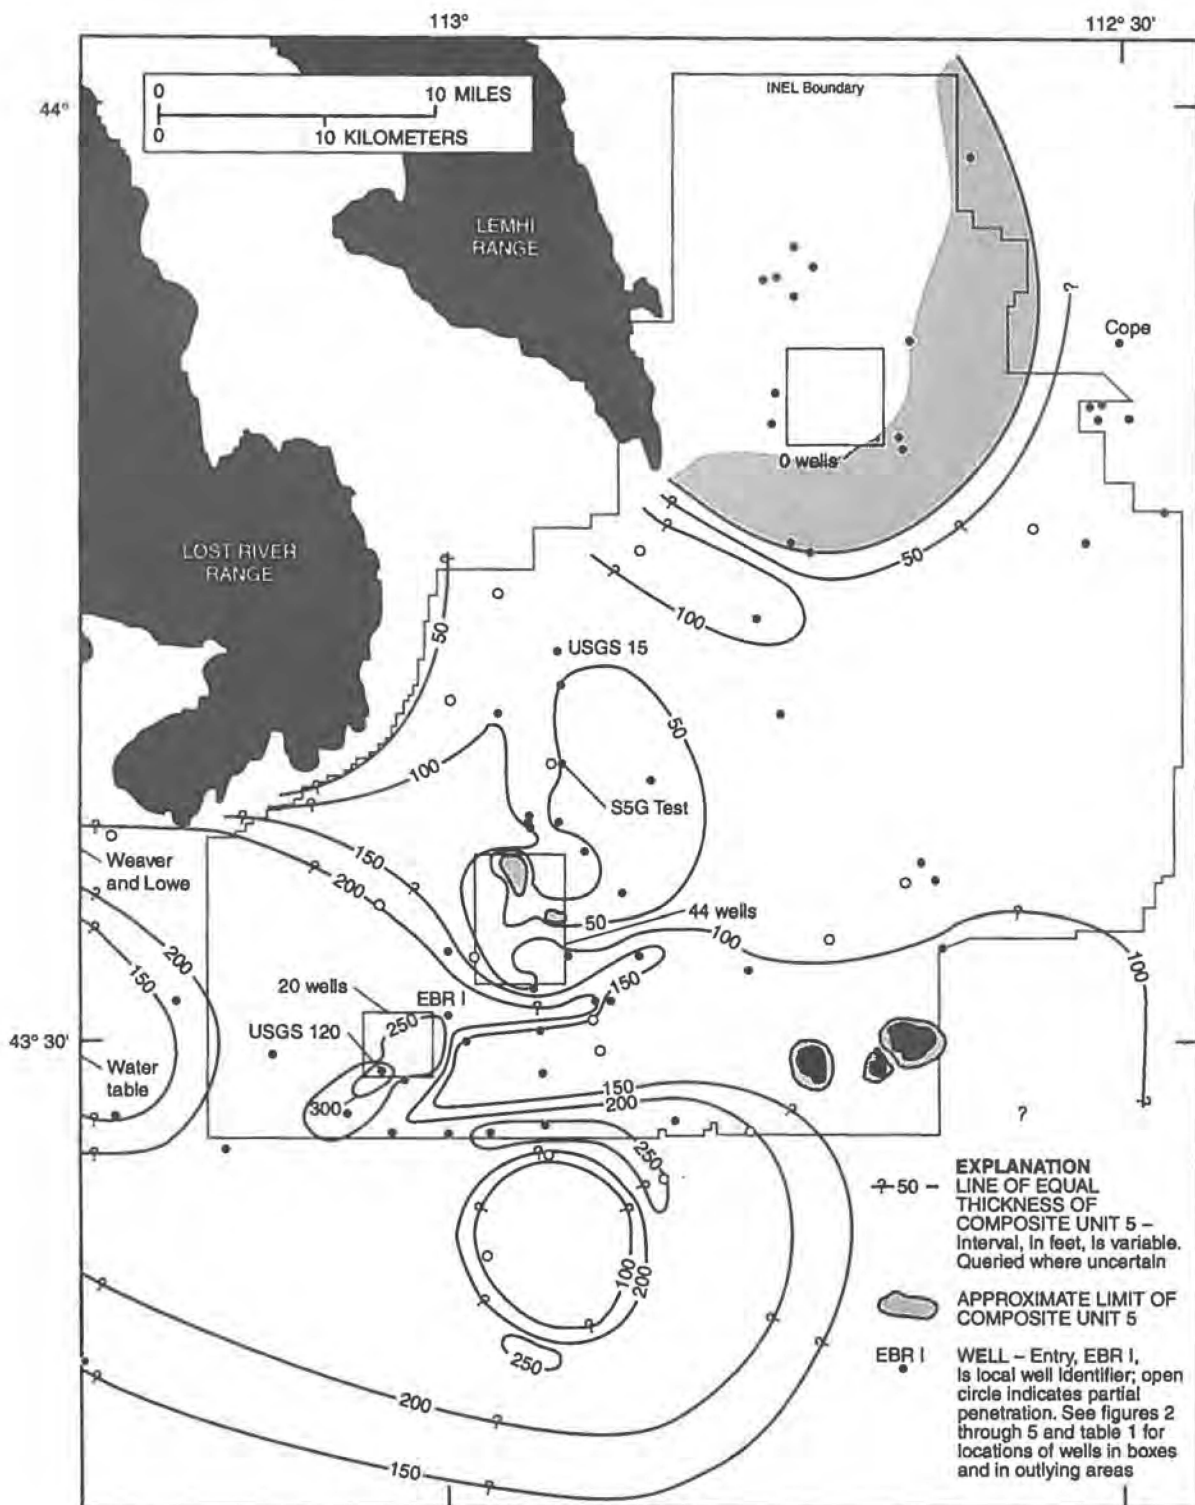 113°
112° 30'
0
10 MILES
0
10 KILOMETERS
44°
INEL Boundary
LEMHI
RANGE
?
Cope
0 wells
?
?
?
50
LOST RIVER
RANGE
?
100
?
50
?
USGS 15
50
100
?
?
S5G Test
?
?
Weaver
and Lowe
150
200
?
?
?
50
44 wells
100
?
?
200
150
100
150
20 wells
EBR I
?
250
USGS 120
43° 30'
Water
table
300
150
200
?
?
?
?
?
250
?
?
?
?
100
200
?
?
?
?
?
250
?
200
?
150
?
EXPLANATION
?-50 –
LINE OF EQUAL
THICKNESS OF
COMPOSITE UNIT 5 –
Interval, in feet, is variable.
Queried where uncertain
APPROXIMATE LIMIT OF
COMPOSITE UNIT 5
EBR I
WELL – Entry, EBR I,
is local well identifier; open
circle indicates partial
penetration. See figures 2
through 5 and table 1 for
locations of wells in boxes
and in outlying areas